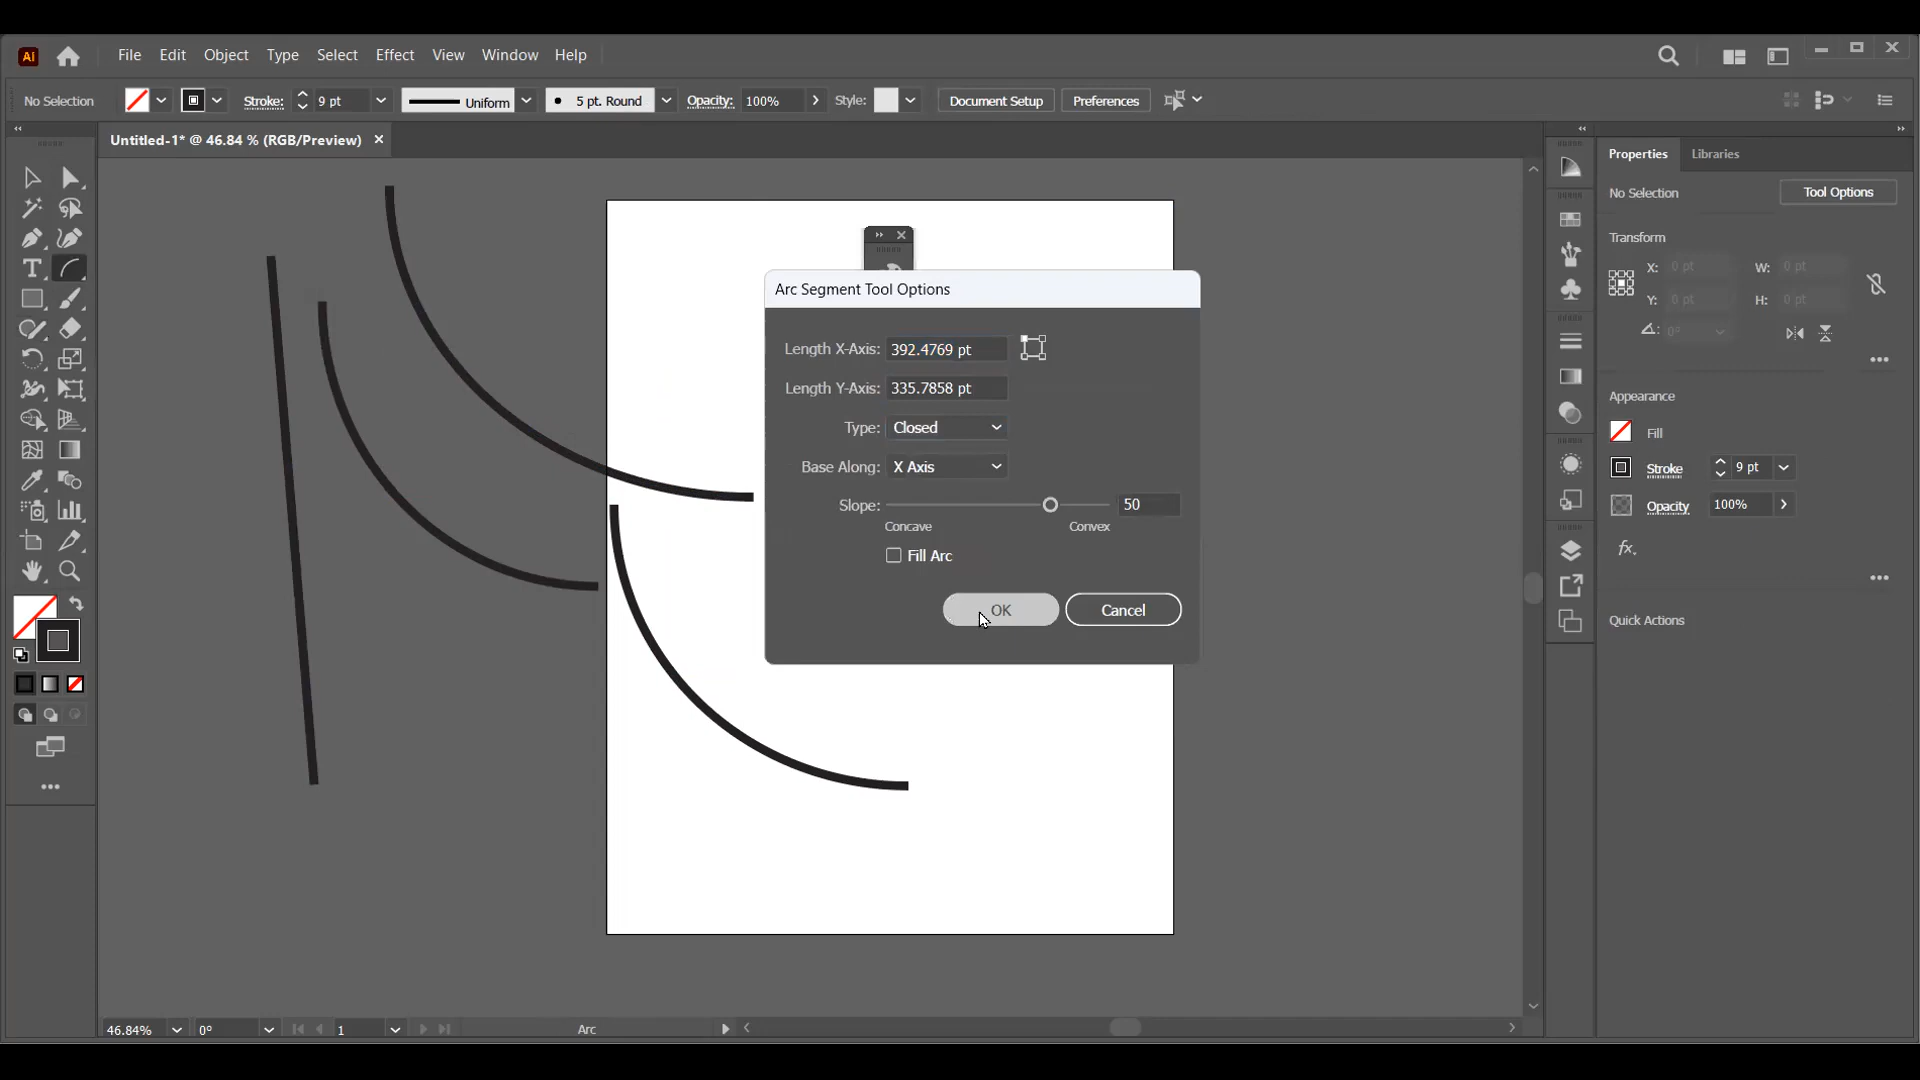 Ai File Edit Object Type Select Effect View Window Help
No Selection Stroke: 9 pt Uniform 5 pt. Round Opacity: 100% Style: Document Setup Preferences
Untitled-1* @ 46.84 % (RGB/Preview)
Arc Segment Tool Options
Length X-Axis: 392.4769 pt
Length Y-Axis: 335.7858 pt
Type: Closed
Base Along: X Axis
Slope: 50
Concave Convex
Fill Arc
OK Cancel
Properties Libraries
No Selection Tool Options
Transform
X: 0 pt W: 0 pt
Y: 0 pt H: 0 pt
0°
Appearance
Fill
Stroke 9 pt
Opacity 100%
fx.
Quick Actions
46.84% 0° 1 Arc